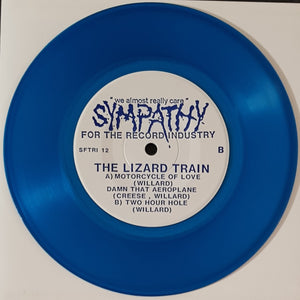 "we almost really care"
SYMPATHY
FOR THE RECORD INDUSTRY
SFTRI 12 B
THE LIZARD TRAIN
A) MOTORCYCLE OF LOVE
(WILLARD)
DAMN THAT AEROPLANE
(CREESE , WILLARD)
B) TWO HOUR HOLE
(WILLARD)